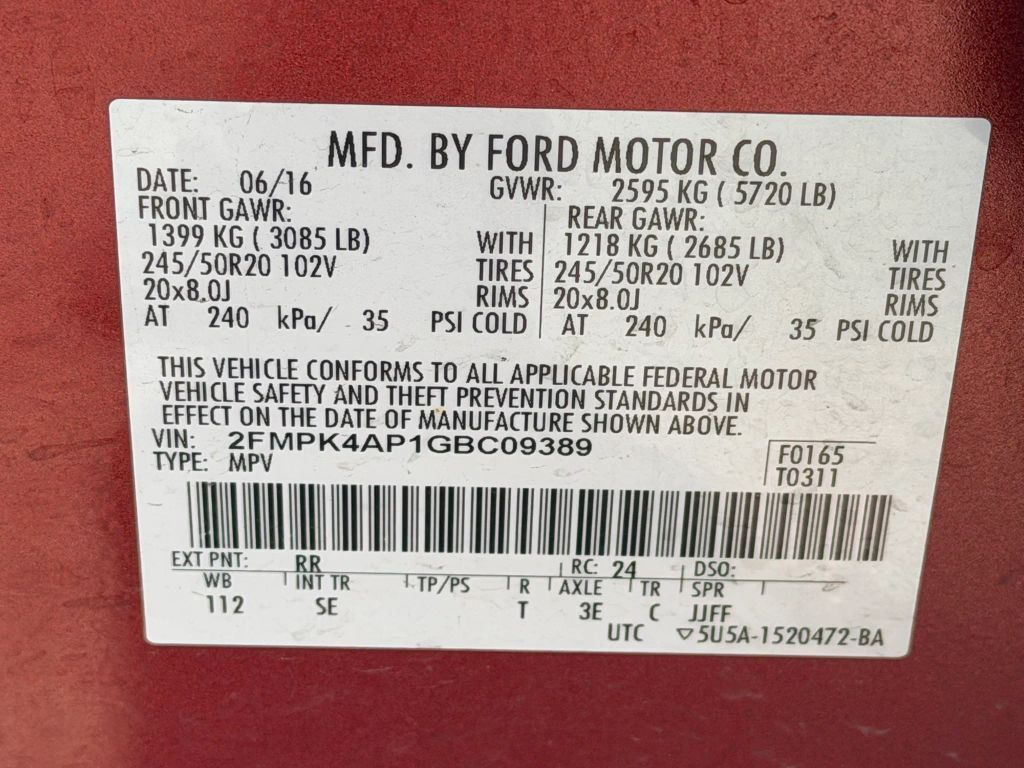 MFD. BY FORD MOTOR CO.
DATE: 06/16 GVWR: 2595 KG ( 5720 LB)
FRONT GAWR: REAR GAWR:
1399 KG ( 3085 LB) WITH 1218 KG ( 2685 LB) WITH
245/50R20 102V TIRES 245/50R20 102V TIRES
20x8.0J RIMS 20x8.0J RIMS
AT 240 kPa/ 35 PSI COLD AT 240 kPa/ 35 PSI COLD
THIS VEHICLE CONFORMS TO ALL APPLICABLE FEDERAL MOTOR
VEHICLE SAFETY AND THEFT PREVENTION STANDARDS IN
EFFECT ON THE DATE OF MANUFACTURE SHOWN ABOVE.
VIN: 2FMPK4AP1GBC09389 F0165
TYPE: MPV T0311
EXT PNT: RR RC: 24 DSO:
WB INT TR TP/PS R AXLE TR SPR
112 SE T 3E C JJFF
UTC ▽5U5A-1520472-BA